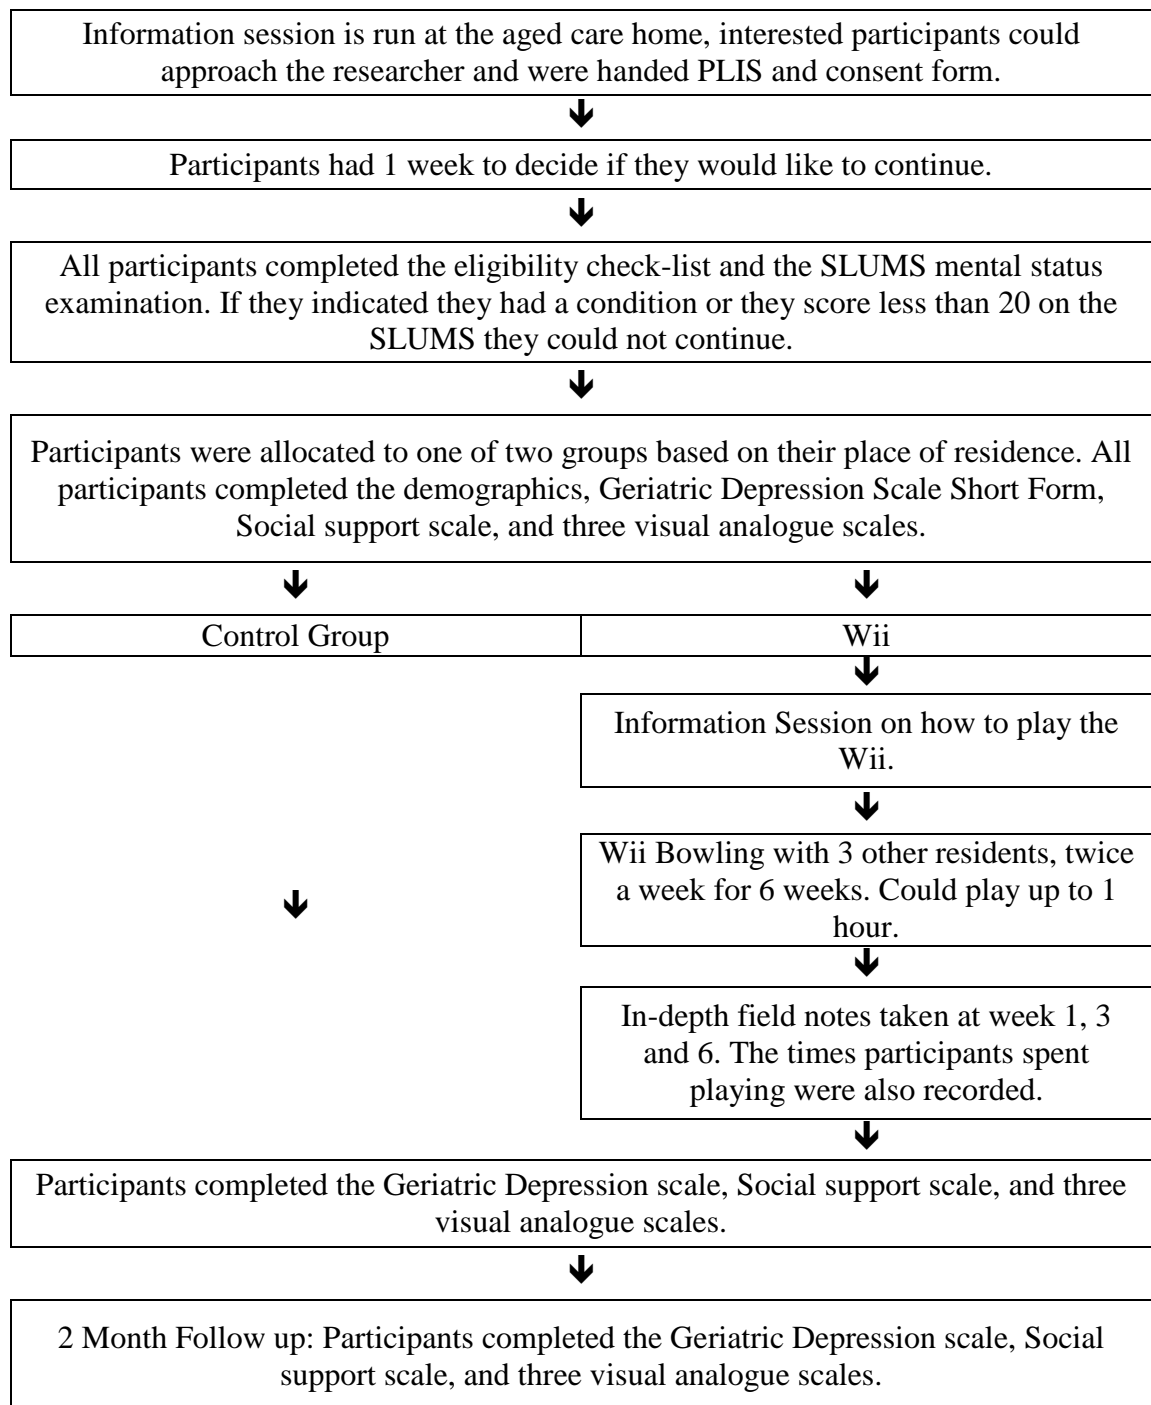 Information session is run at the aged care home, interested participants could
approach the researcher and were handed PLIS and consent form.
Participants had 1 week to decide if they would like to continue.
All participants completed the eligibility check-list and the SLUMS mental status
examination. If they indicated they had a condition or they score less than 20 on the
SLUMS they could not continue.
Participants were allocated to one of two groups based on their place of residence. All
participants completed the demographics, Geriatric Depression Scale Short Form,
Social support scale, and three visual analogue scales.
Control Group
Wii
Information Session on how to play the
Wii.
Wii Bowling with 3 other residents, twice
a week for 6 weeks. Could play up to 1
hour.
In-depth field notes taken at week 1, 3
and 6. The times participants spent
playing were also recorded.
Participants completed the Geriatric Depression scale, Social support scale, and three
visual analogue scales.
2 Month Follow up: Participants completed the Geriatric Depression scale, Social
support scale, and three visual analogue scales.